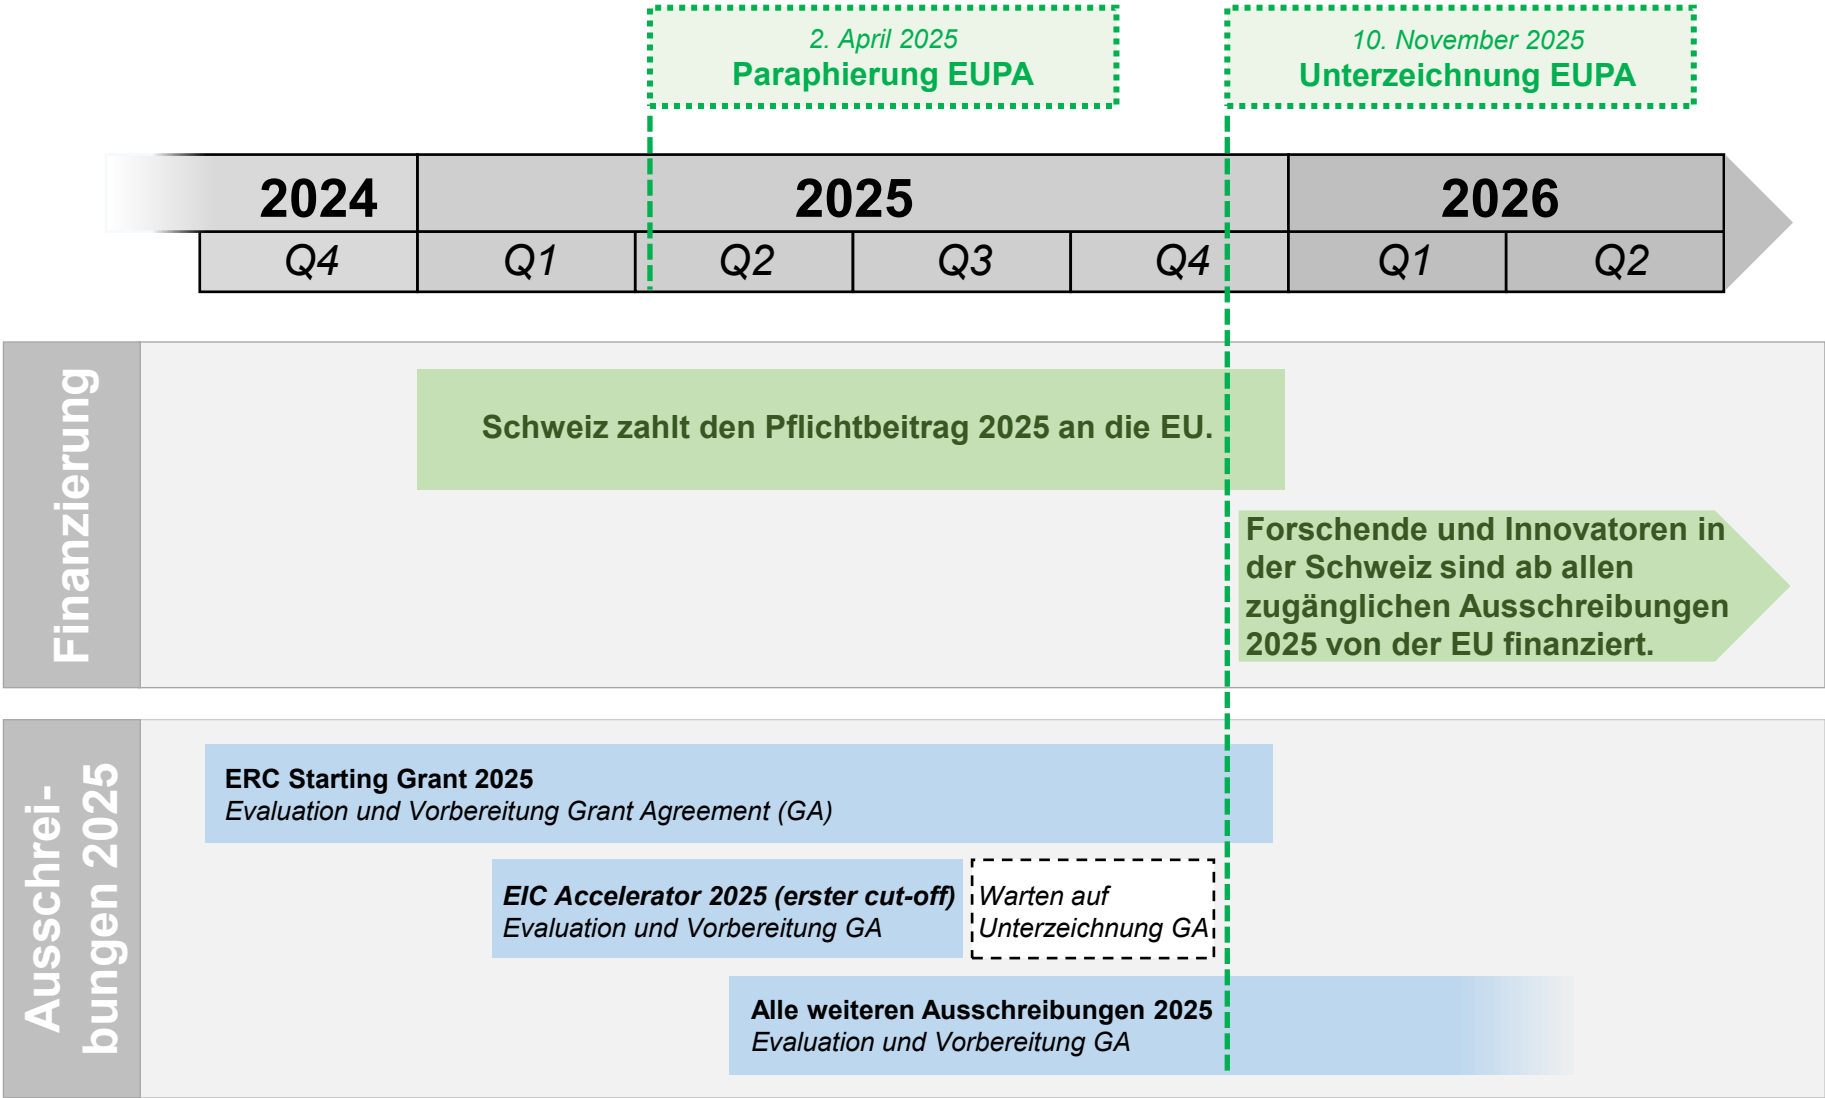 2. April 2025
Paraphierung EUPA
10. November 2025
Unterzeichnung EUPA
2024
2025
2026
Q4
Q1
Q2
Q3
Q4
Q1
Q2
Finanzierung
Schweiz zahlt den Pflichtbeitrag 2025 an die EU.
Forschende und Innovatoren in
der Schweiz sind ab allen
zugänglichen Ausschreibungen
2025 von der EU finanziert.
Ausschrei-
bungen 2025
ERC Starting Grant 2025
Evaluation und Vorbereitung Grant Agreement (GA)
EIC Accelerator 2025 (erster cut-off)
Evaluation und Vorbereitung GA
Warten auf
Unterzeichnung GA
Alle weiteren Ausschreibungen 2025
Evaluation und Vorbereitung GA